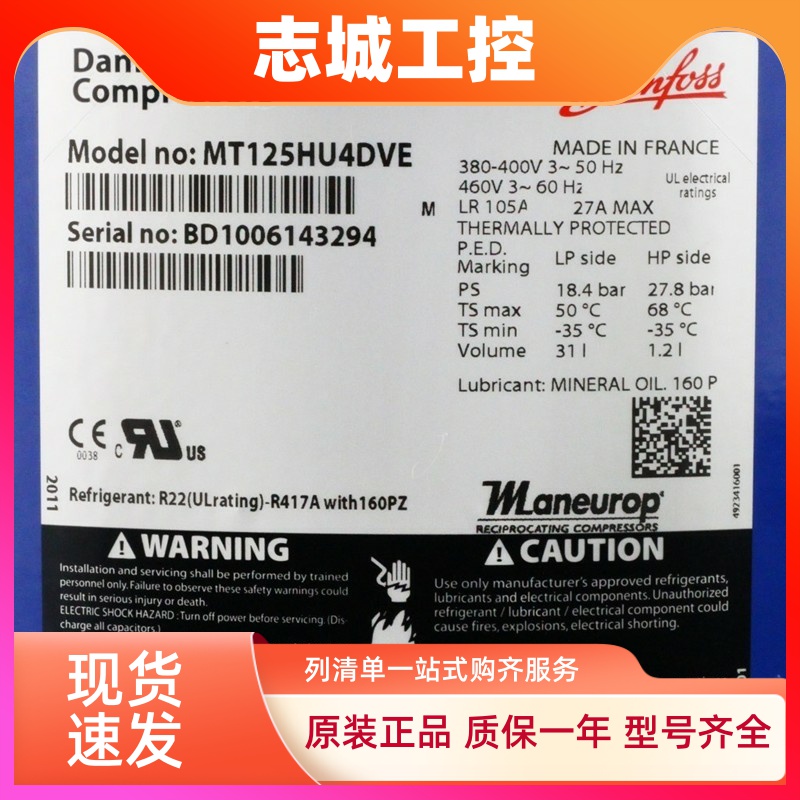 志城工控
Model no: MT125HU4DVE
Serial no: BD1006143294
M
MADE IN FRANCE
380-400V 3~ 50 Hz
460V 3~ 60 Hz
UL electrical
ratings
LR 105A 27A MAX
THERMALLY PROTECTED
P.E.D.
Marking LP side HP side
PS 18.4 bar 27.8 bar
TS max 50 °C 68 °C
TS min -35 °C -35 °C
Volume 31 l 1.2 l
Lubricant: MINERAL OIL. 160 P
CE
0038
c RU us
2011
Refrigerant: R22(ULrating)-R417A with160PZ
Maneurop
RECIPROCATING COMPRESSORS
4923416001
WARNING
Installation and servicing shall be performed by trained
personnel only. Failure to observe these safety warnings could
result in serious injury or death.
ELECTRIC SHOCK HAZARD : Turn off power before servicing. (Dis-
charge all capacitors.)
CAUTION
Use only manufacturer's approved refrigerants,
lubricants and electrical components. Unauthorized
refrigerant / lubricant / electrical component could
cause fires, explosions, electrical shorting.
现货
速发
列清单一站式购齐服务
原装正品 质保一年 型号齐全